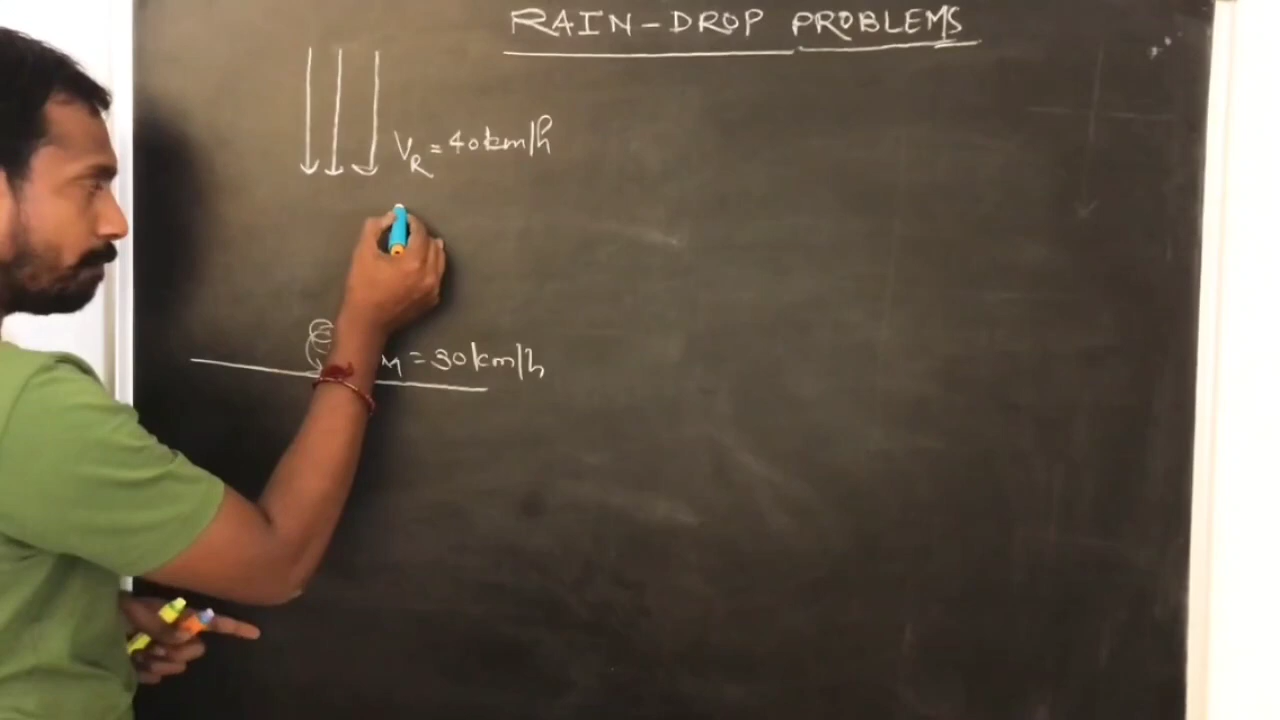 RAIN-DROP PROBLEMS
V_R = 40km/h
M = 30km/h